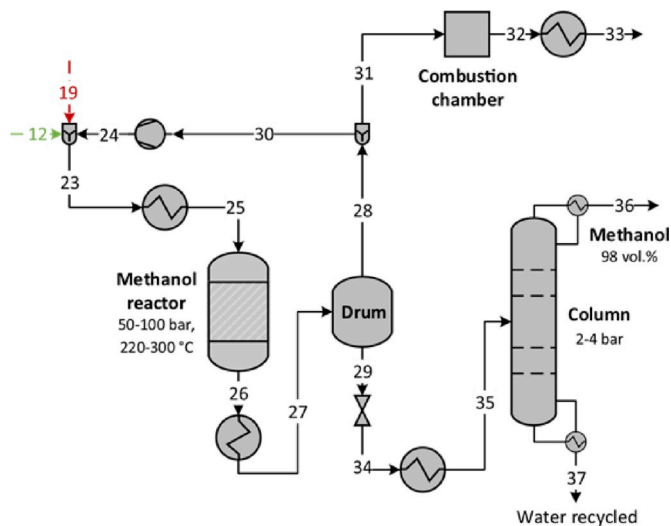 32
33
31
Combustion
chamber
19
12
24
30
23
25
28
36
Methanol
98 vol.%
Methanol
reactor
50-100 bar,
220-300 °C
Drum
Column
2-4 bar
26
27
29
35
34
37
Water recycled